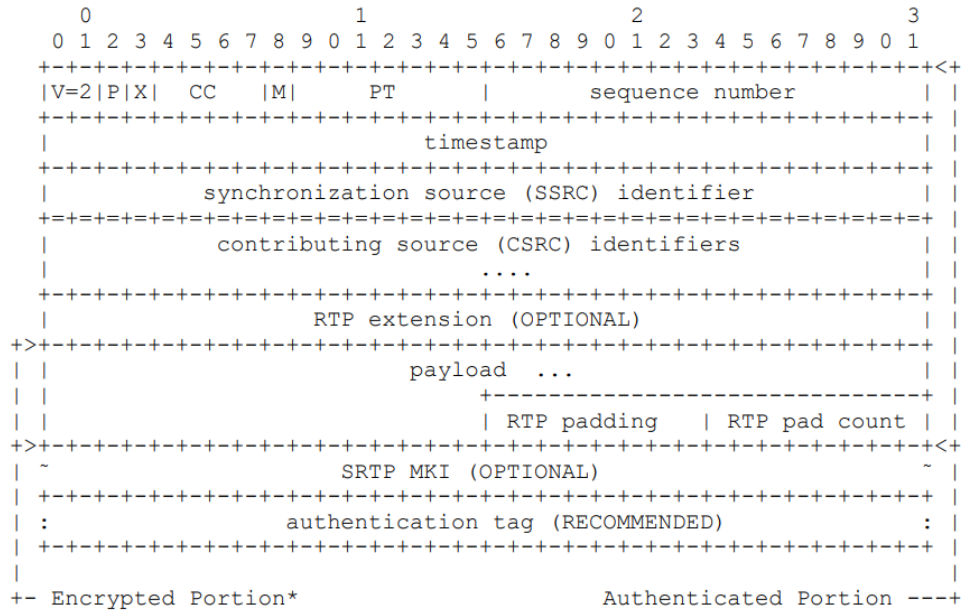 0                   1                   2                   3
0 1 2 3 4 5 6 7 8 9 0 1 2 3 4 5 6 7 8 9 0 1 2 3 4 5 6 7 8 9 0 1
+-+-+-+-+-+-+-+-+-+-+-+-+-+-+-+-+-+-+-+-+-+-+-+-+-+-+-+-+-+-+-+-+<+
|V=2|P|X|  CC   |M|     PT      |       sequence number         | |
+-+-+-+-+-+-+-+-+-+-+-+-+-+-+-+-+-+-+-+-+-+-+-+-+-+-+-+-+-+-+-+-+ |
|                           timestamp                           | |
+-+-+-+-+-+-+-+-+-+-+-+-+-+-+-+-+-+-+-+-+-+-+-+-+-+-+-+-+-+-+-+-+ |
|           synchronization source (SSRC) identifier            | |
+=+=+=+=+=+=+=+=+=+=+=+=+=+=+=+=+=+=+=+=+=+=+=+=+=+=+=+=+=+=+=+=+ |
|            contributing source (CSRC) identifiers             | |
|                               ....                            | |
+-+-+-+-+-+-+-+-+-+-+-+-+-+-+-+-+-+-+-+-+-+-+-+-+-+-+-+-+-+-+-+-+ |
|                   RTP extension (OPTIONAL)                    | |
+>+-+-+-+-+-+-+-+-+-+-+-+-+-+-+-+-+-+-+-+-+-+-+-+-+-+-+-+-+-+-+-+-+ |
| |                          payload  ...                         | |
| |                               +-------------------------------+ |
| |                               | RTP padding   | RTP pad count | |
+>+-+-+-+-+-+-+-+-+-+-+-+-+-+-+-+-+-+-+-+-+-+-+-+-+-+-+-+-+-+-+-+-+<+
| ~                     SRTP MKI (OPTIONAL)                       ~ |
| +-+-+-+-+-+-+-+-+-+-+-+-+-+-+-+-+-+-+-+-+-+-+-+-+-+-+-+-+-+-+-+-+ |
| :                 authentication tag (RECOMMENDED)              : |
| +-+-+-+-+-+-+-+-+-+-+-+-+-+-+-+-+-+-+-+-+-+-+-+-+-+-+-+-+-+-+-+-+ |
|                                                                   |
+- Encrypted Portion*                      Authenticated Portion ---+